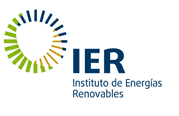 IER
Instituto de Energías
Renovables